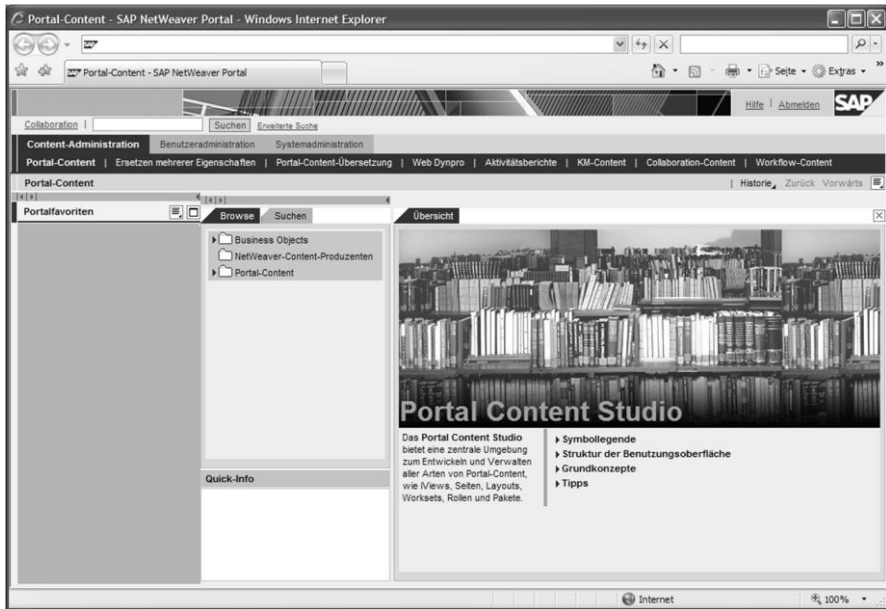 Portal-Content - SAP NetWeaver Portal - Windows Internet Explorer
SAP
SAP Portal-Content - SAP NetWeaver Portal
Seite
Extras
»
Hilfe | Abmelden
SAP
Collaboration |
Suchen
Erweiterte Suche
Content-Administration
Benutzeradministration
Systemadministration
Portal-Content | Ersetzen mehrerer Eigenschaften | Portal-Content-Übersetzung | Web Dynpro | Aktivitätsberichte | KM-Content | Collaboration-Content | Workflow-Content
Portal-Content
| Historie Zurück Vorwärts
Portalfavoriten
Browse
Suchen
Business Objects
NetWeaver-Content-Produzenten
Portal-Content
Quick-Info
Übersicht
Portal Content Studio
Das Portal Content Studio
bietet eine zentrale Umgebung
zum Entwickeln und Verwalten
aller Arten von Portal-Content,
wie iViews, Seiten, Layouts,
Worksets, Rollen und Pakete.
Symbollegende
Struktur der Benutzungsoberfläche
Grundkonzepte
Tipps
Internet
100%